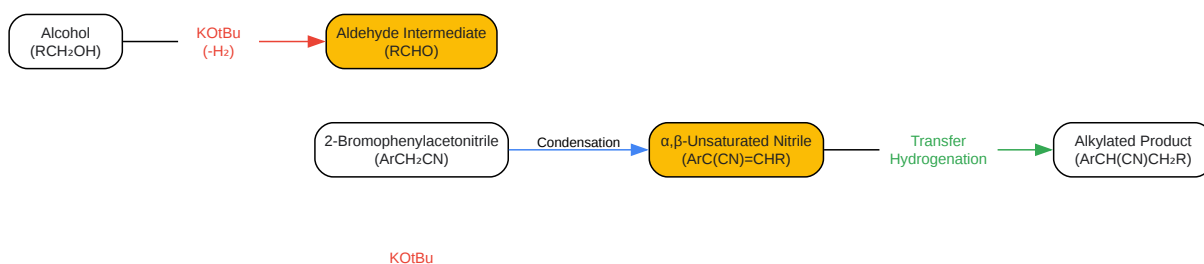 Alcohol
(RCH₂OH)
KOtBu
(-H₂)
Aldehyde Intermediate
(RCHO)
2-Bromophenylacetonitrile
(ArCH₂CN)
Condensation
α,β-Unsaturated Nitrile
(ArC(CN)=CHR)
Transfer
Hydrogenation
Alkylated Product
(ArCH(CN)CH₂R)
KOtBu